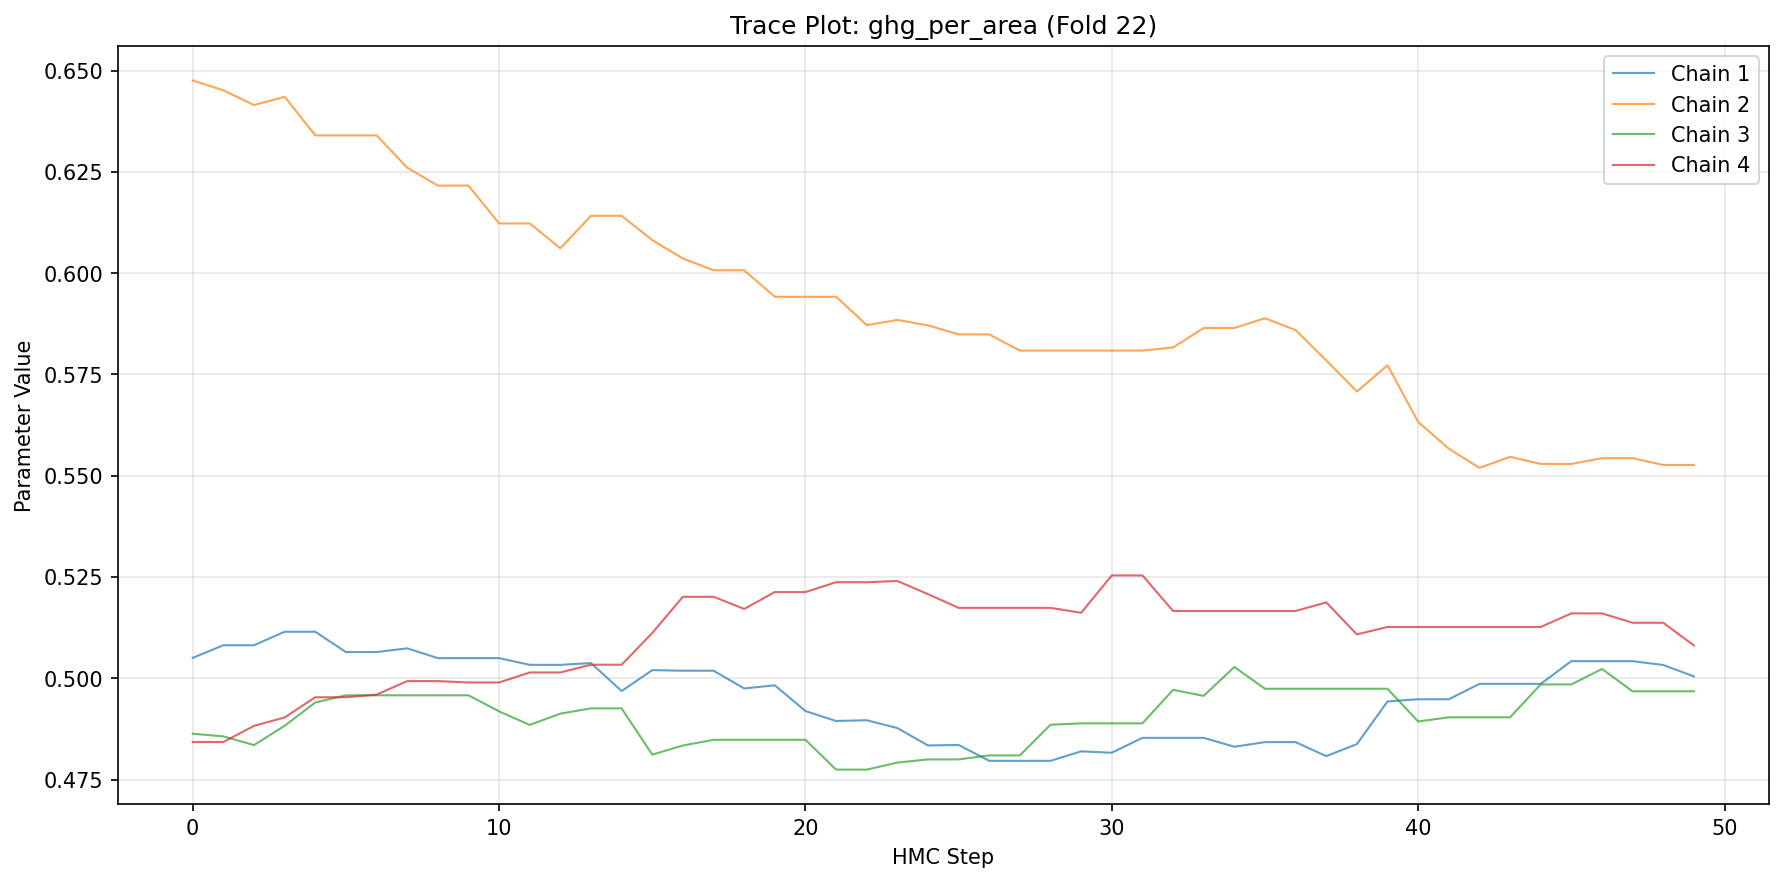 Trace Plot: ghg_per_area (Fold 22)
Chain 1
Chain 2
Chain 3
Chain 4
Parameter Value
0.650
0.625
0.600
0.575
0.550
0.525
0.500
0.475
0 10 20 30 40 50
HMC Step